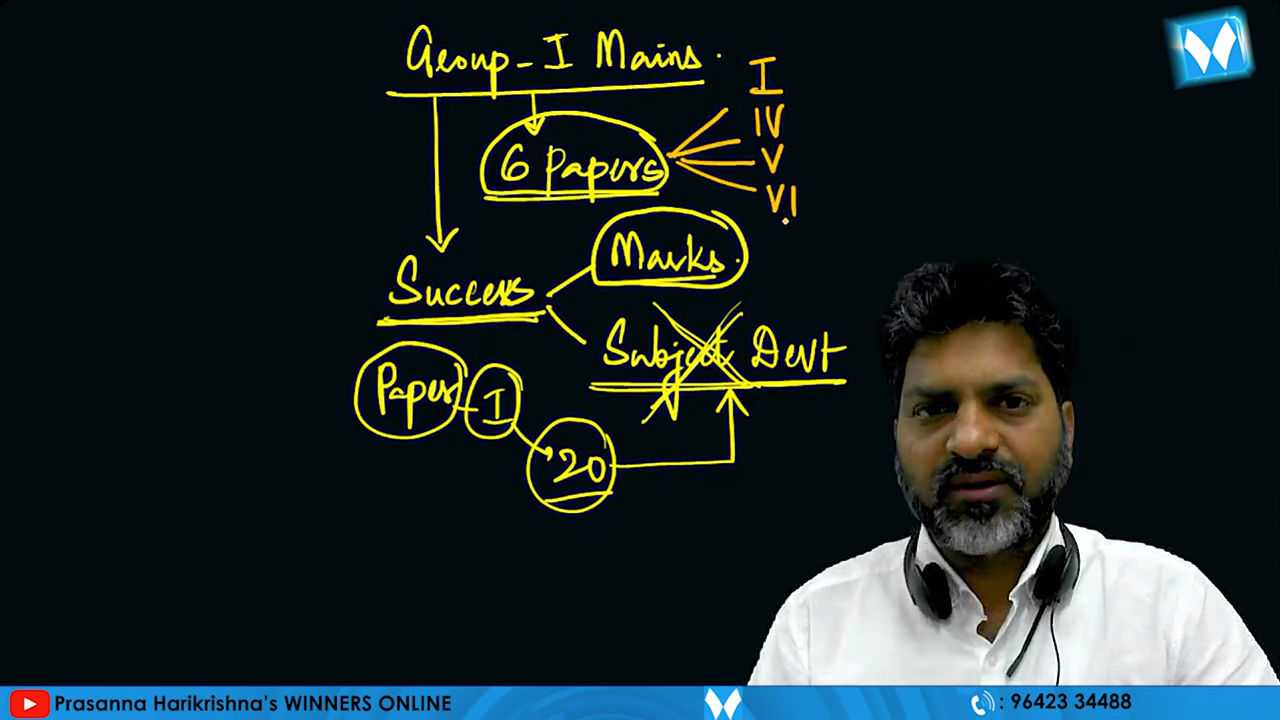 Group - I Mains.
I
IV
6 Papers
V
VI
Marks.
Success
Subject Devt
Paper - I
20
Prasanna Harikrishna's WINNERS ONLINE
: 96423 34488